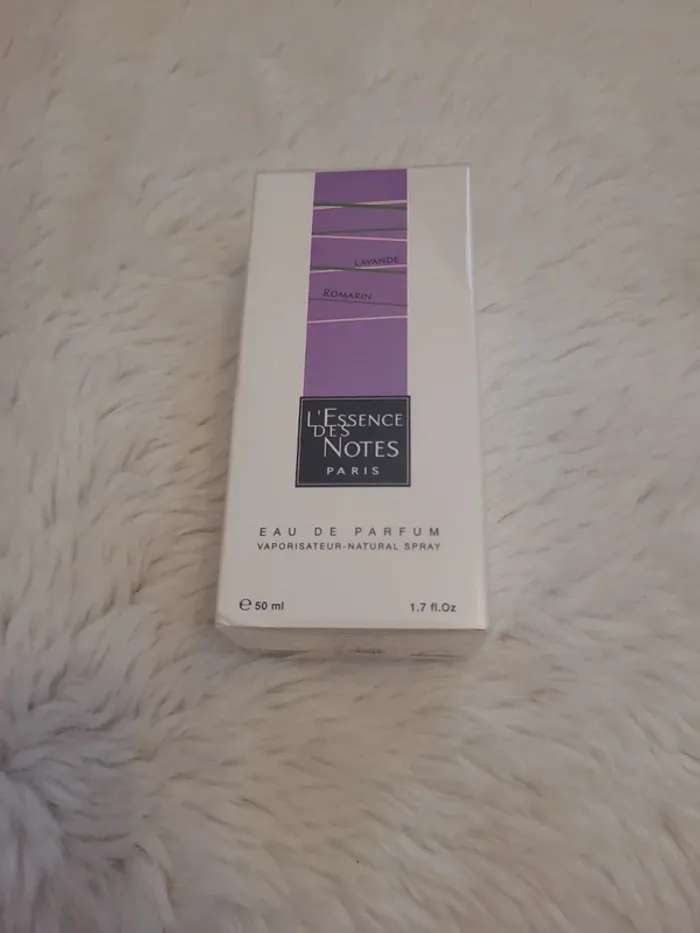 LAVANDE
ROMARIN
L'ESSENCE
DES
NOTES
PARIS
EAU DE PARFUM
VAPORISATEUR-NATURAL SPRAY
℮ 50 ml 1.7 fl.Oz